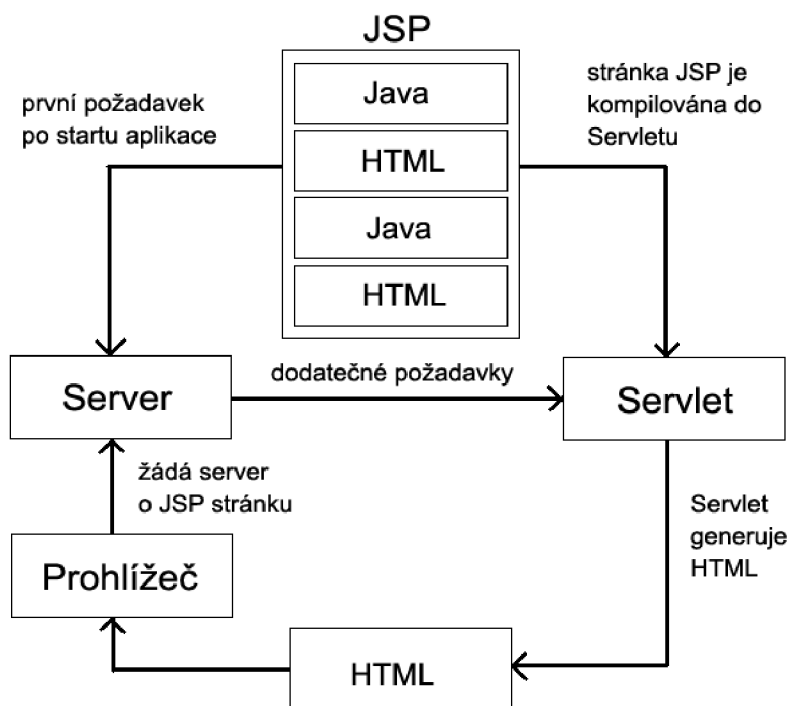 JSP
Java
HTML
Java
HTML
první požadavek
po startu aplikace
stránka JSP je
kompilována do
Servletu
Server
dodatečné požadavky
Servlet
žádá server
o JSP stránku
Servlet
generuje
HTML
Prohlížeč
HTML